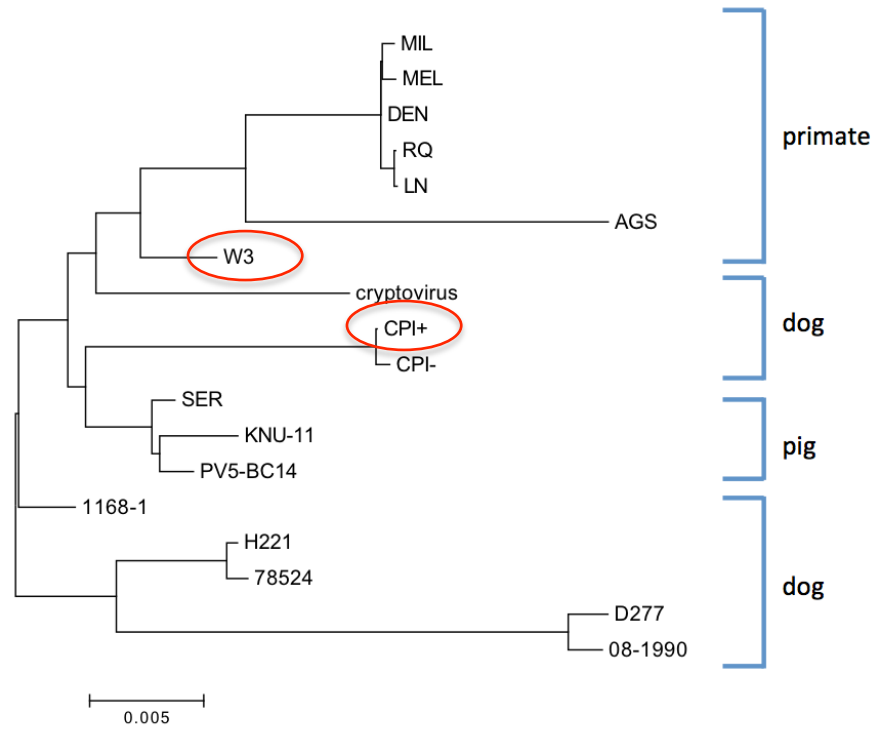 MIL
MEL
DEN
RQ
LN
AGS
W3
cryptovirus
CPI+
CPI-
SER
KNU-11
PV5-BC14
1168-1
H221
78524
D277
08-1990
0.005
primate
dog
pig
dog